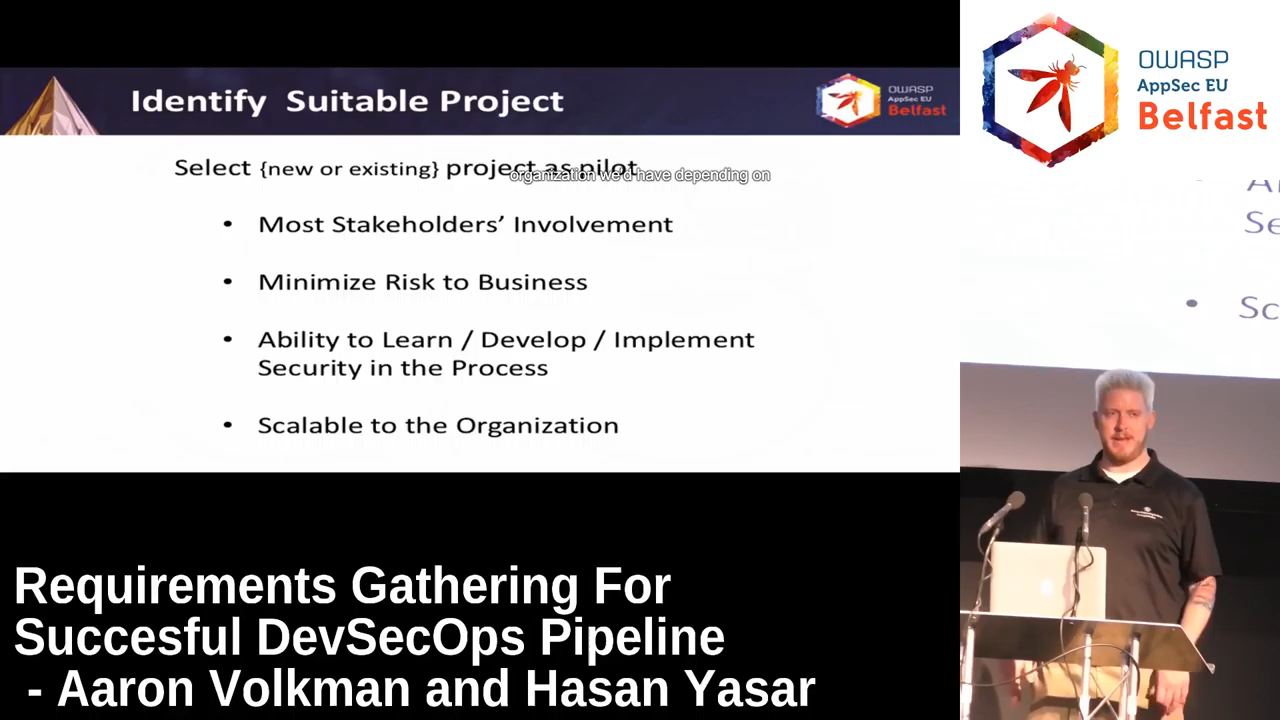 Identify Suitable Project
OWASP
AppSec EU
Belfast
Select {new or existing} project as pilot
organization we'd have depending on
• Most Stakeholders’ Involvement
• Minimize Risk to Business
• Ability to Learn / Develop / Implement
Security in the Process
• Scalable to the Organization
OWASP
AppSec EU
Belfast
Se
• Sc
Requirements Gathering For
Succesful DevSecOps Pipeline
- Aaron Volkman and Hasan Yasar